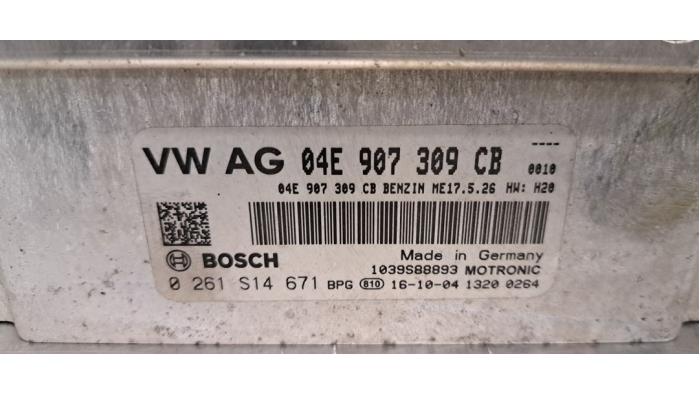 VW AG 04E 907 309 CB ----
0010
04E 907 309 CB BENZIN ME17.5.26 HW: H20
Made in Germany
BOSCH 1039S88893 MOTRONIC
0 261 S14 671 BPG 810 16-10-04 1320 0264